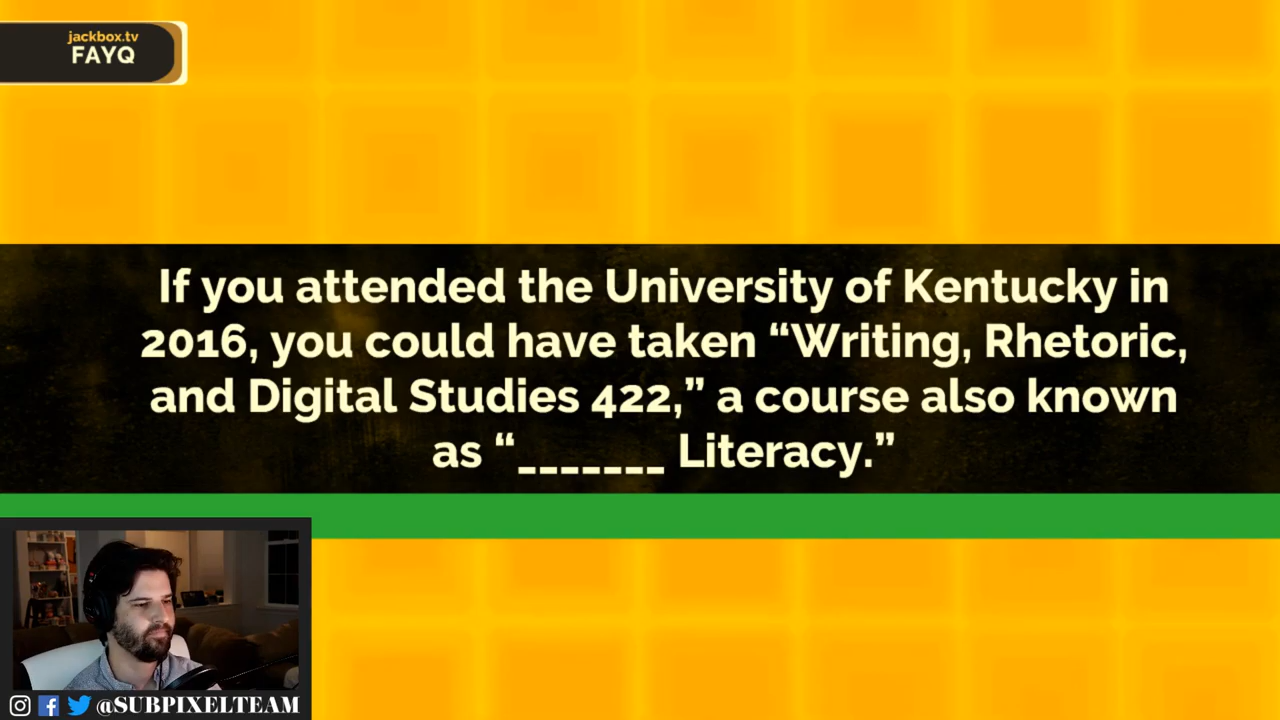 jackbox.tv
FAYQ
If you attended the University of Kentucky in
2016, you could have taken “Writing, Rhetoric,
and Digital Studies 422,” a course also known
as “_______ Literacy.”
@SUBPIXELTEAM